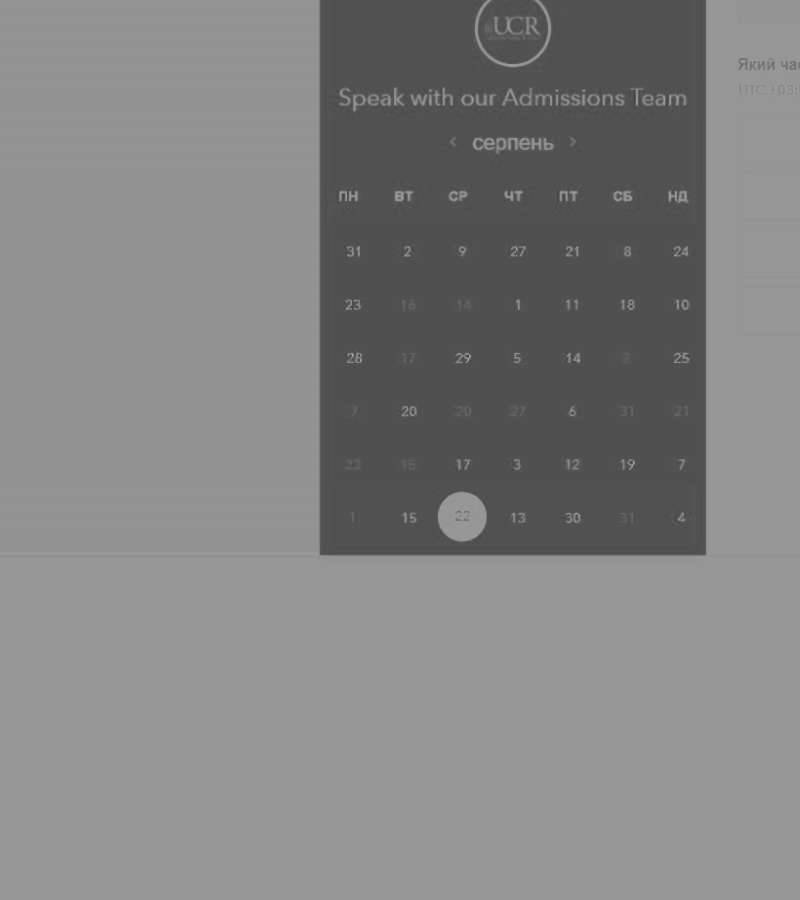 UCR
Speak with our Admissions Team
< серпень >
Який час
UTC +03:
ПН ВТ СР ЧТ ПТ СБ НД
31 2 9 27 21 8 24
23 16 14 1 11 18 10
28 17 29 5 14 2 25
7 20 20 27 6 31 21
23 15 17 3 12 19 7
1 15 22 13 30 31 4